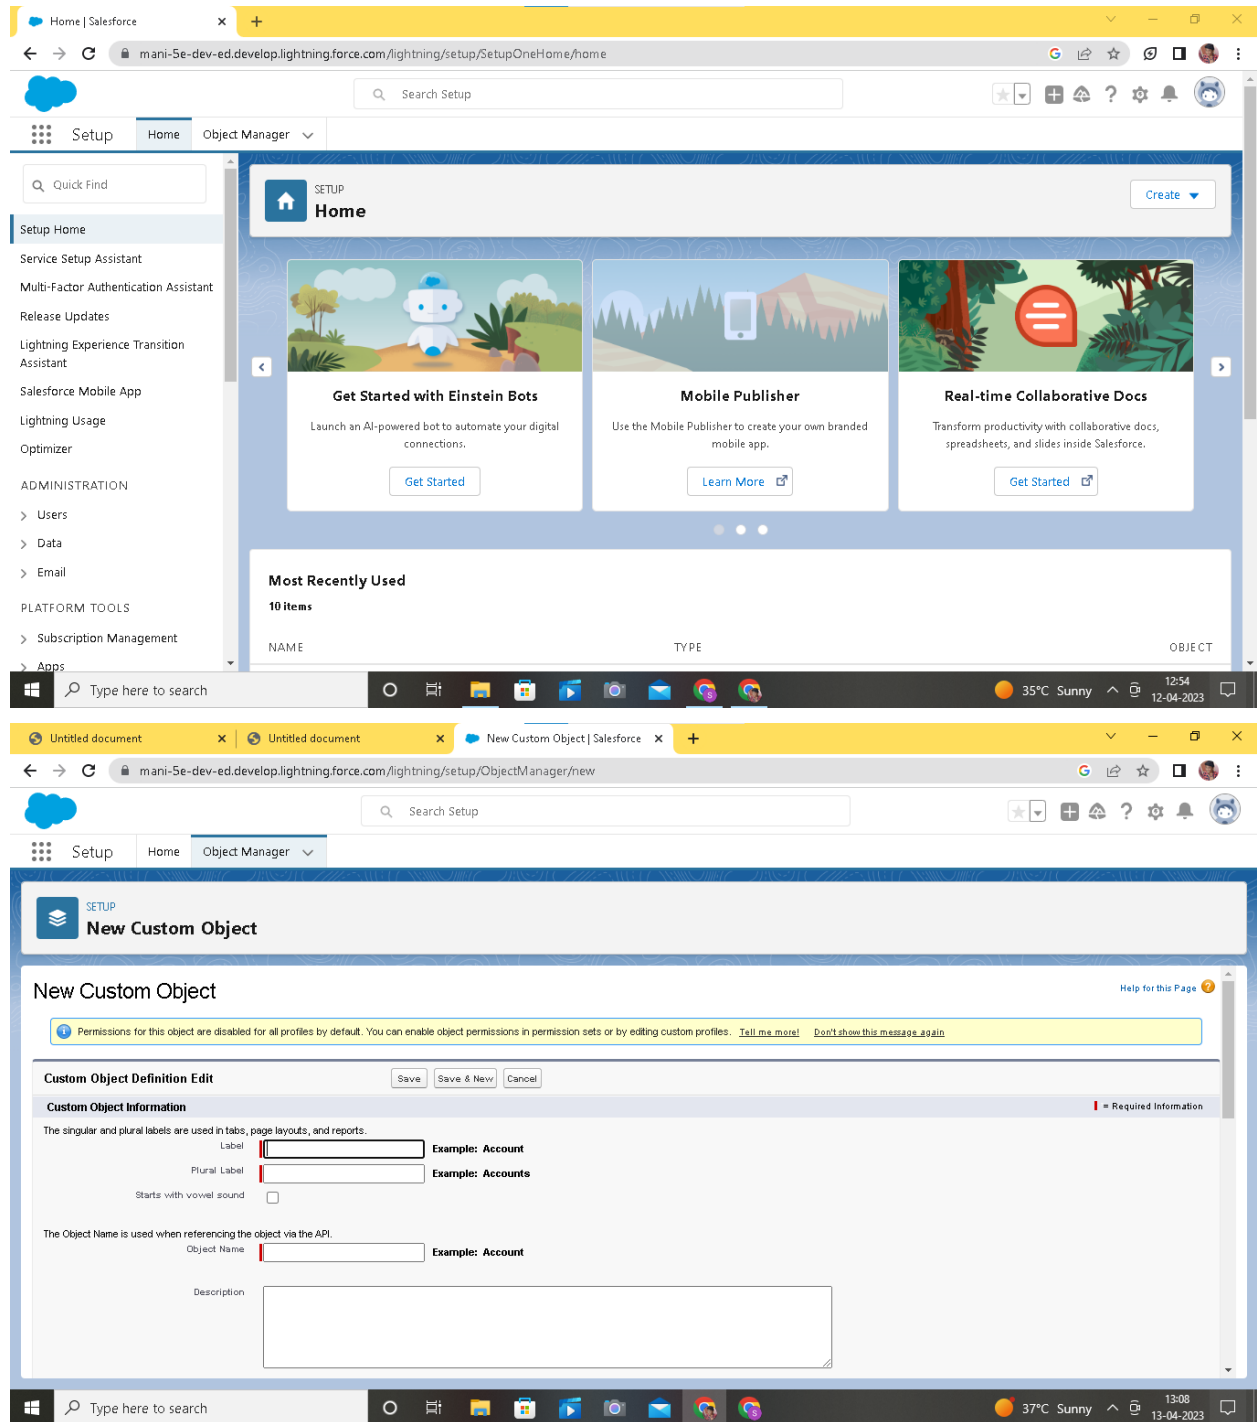 Home | Salesforce
mani-5e-dev-ed.develop.lightning.force.com/lightning/setup/SetupOneHome/home
Search Setup
Setup Home Object Manager
Quick Find
SETUP
Home
Create
Setup Home
Service Setup Assistant
Multi-Factor Authentication Assistant
Release Updates
Lightning Experience Transition
Assistant
Salesforce Mobile App
Lightning Usage
Optimizer
ADMINISTRATION
Users
Data
Email
PLATFORM TOOLS
Subscription Management
Apps
Get Started with Einstein Bots
Launch an AI-powered bot to automate your digital
connections.
Get Started
Mobile Publisher
Use the Mobile Publisher to create your own branded
mobile app.
Learn More
Real-time Collaborative Docs
Transform productivity with collaborative docs,
spreadsheets, and slides inside Salesforce.
Get Started
Most Recently Used
10 items
NAME TYPE OBJECT
Type here to search
35°C Sunny
12:54
12-04-2023
Untitled document Untitled document New Custom Object | Salesforce
mani-5e-dev-ed.develop.lightning.force.com/lightning/setup/ObjectManager/new
Search Setup
Setup Home Object Manager
SETUP
New Custom Object
New Custom Object
Help for this Page
Permissions for this object are disabled for all profiles by default. You can enable object permissions in permission sets or by editing custom profiles. Tell me more! Don't show this message again
Custom Object Definition Edit Save Save & New Cancel
Custom Object Information = Required Information
The singular and plural labels are used in tabs, page layouts, and reports.
Label Example: Account
Plural Label Example: Accounts
Starts with vowel sound
The Object Name is used when referencing the object via the API.
Object Name Example: Account
Description
Type here to search
37°C Sunny
13:08
13-04-2023